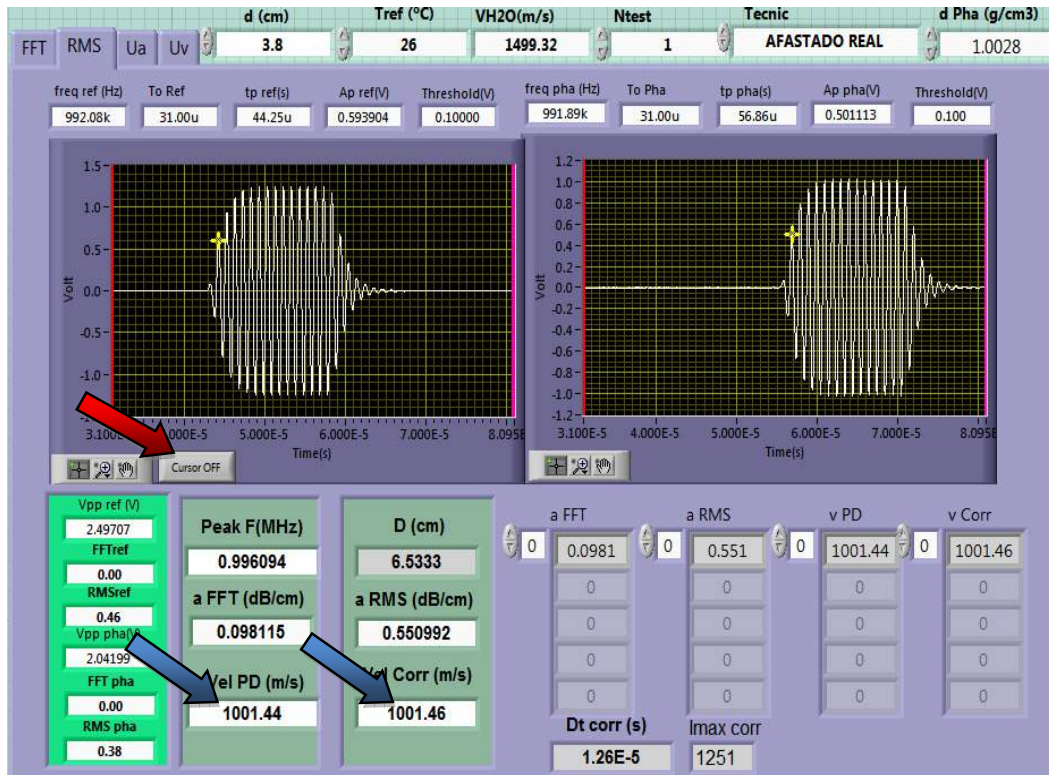 d (cm) Tref (ºC) VH2O(m/s) Ntest Tecnic d Pha (g/cm3)
FFT RMS Ua Uv 3.8 26 1499.32 1 AFASTADO REAL 1.0028
freq ref (Hz) To Ref tp ref(s) Ap ref(V) Threshold(V) freq pha (Hz) To Pha tp pha(s) Ap pha(V) Threshold(V)
992.08k 31.00u 44.25u 0.593904 0.10000 991.89k 31.00u 56.86u 0.501113 0.100
1.5
1.0
0.5
0.0
-0.5
-1.0
Volt
5.000E-5 6.000E-5 7.000E-5 8.095E
Time(s)
Cursor OFF
1.2
1.0
0.8
0.6
0.4
0.2
0.0
-0.2
-0.4
-0.6
-0.8
-1.0
-1.2
Volt
3.100E-5 4.000E-5 5.000E-5 6.000E-5 7.000E-5 8.095E
Time(s)
Vpp ref (V)
2.49707
FFTref
0.00
RMSref
0.46
Vpp pha(V)
2.04199
FFT pha
0.00
RMS pha
0.38
Peak F(MHz)
0.996094
a FFT (dB/cm)
0.098115
Vel PD (m/s)
1001.44
D (cm)
6.5333
a RMS (dB/cm)
0.550992
Corr (m/s)
1001.46
a FFT a RMS v PD v Corr
0 0.0981 0 0.551 0 1001.44 0 1001.46
0 0 0 0
0 0 0 0
0 0 0 0
0 0 0 0
Dt corr (s) Imax corr
1.26E-5 1251